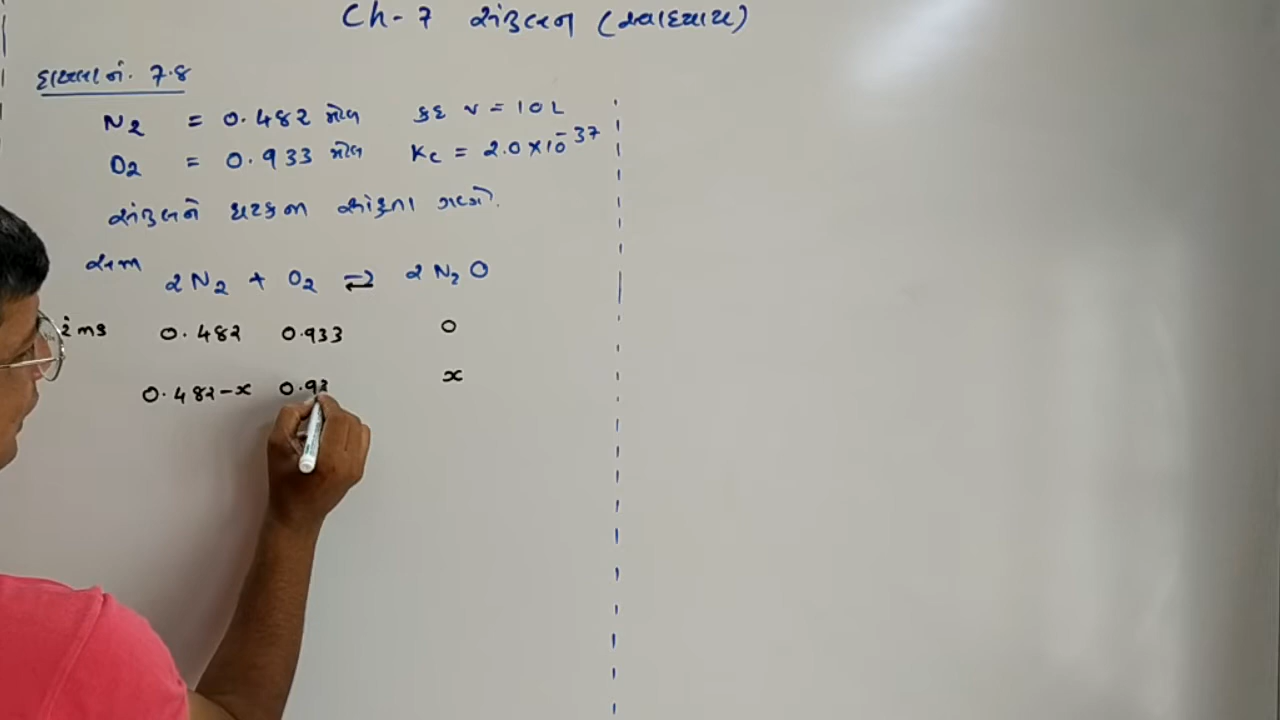 Ch-7 સંતુલન (સ્વાધ્યાય)
દાખલા નં. 7.8
N₂ = 0.482 મોલ કદ v = 10 L
O₂ = 0.933 મોલ Kc = 2.0×10⁻³⁷
સંતુલને ઘટકના સાંદ્રતા ગણો.
2N₂ + O₂ ⇌ 2N₂O
0.482 0.933 0
0.482-x 0.93 x